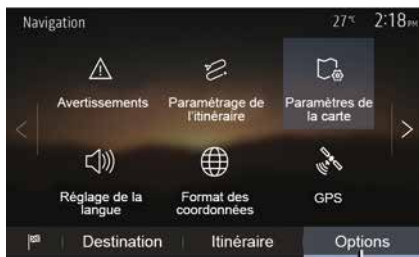 Navigation 27°C 2:18PM
Avertissements
Paramétrage de
l'itinéraire
Paramètres de
la carte
Réglage de la
langue
Format des
coordonnées
GPS
Destination Itinéraire Options